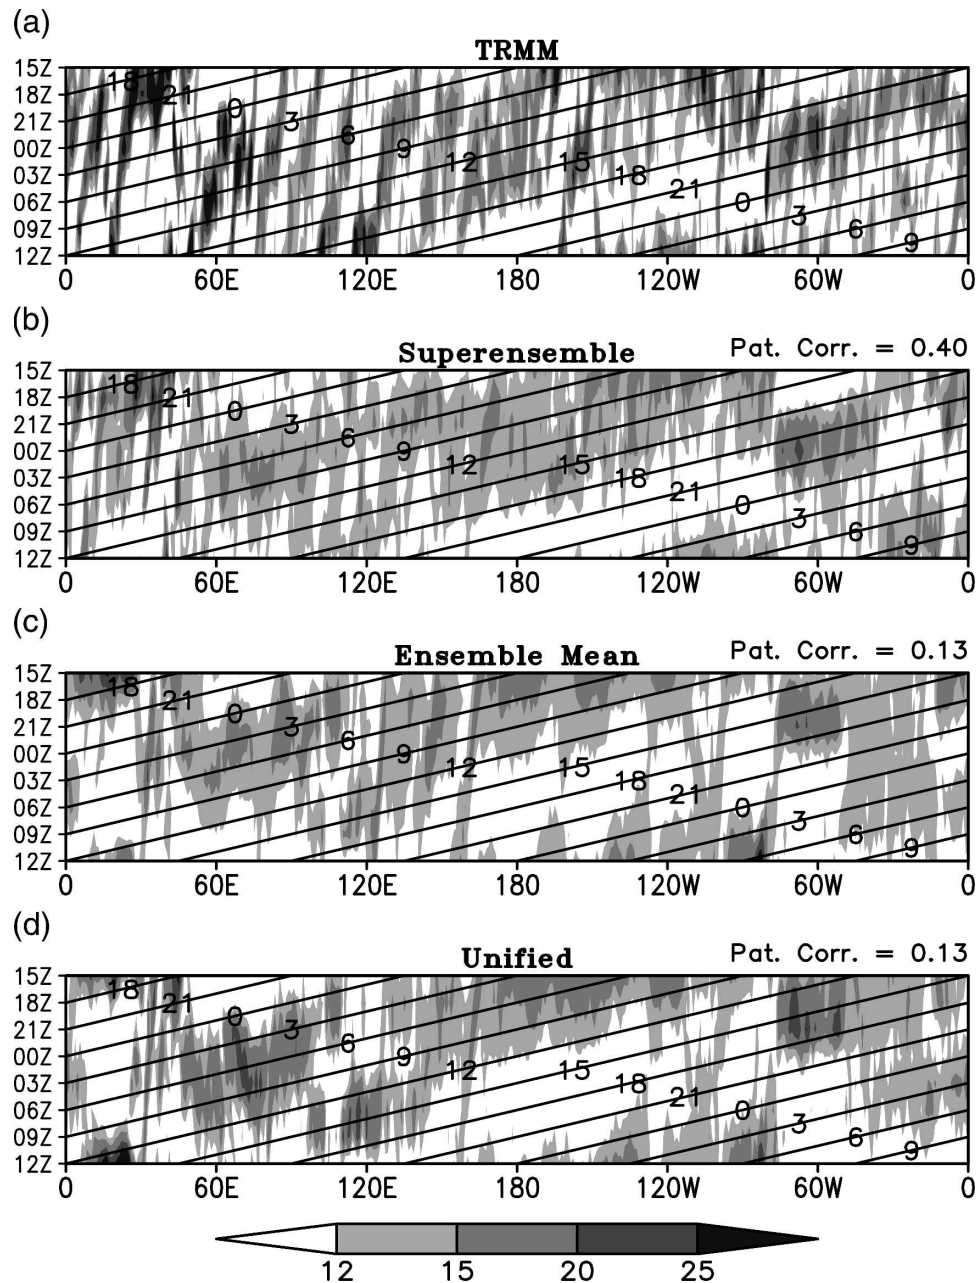 (a)
TRMM
15Z
18Z
21Z
00Z
03Z
06Z
09Z
12Z
18 21 0 3 6 9 12 15 18 21 0 3 6 9
0 60E 120E 180 120W 60W 0
(b)
Superensemble Pat. Corr. = 0.40
15Z
18Z
21Z
00Z
03Z
06Z
09Z
12Z
18 21 0 3 6 9 12 15 18 21 0 3 6 9
0 60E 120E 180 120W 60W 0
(c)
Ensemble Mean Pat. Corr. = 0.13
15Z
18Z
21Z
00Z
03Z
06Z
09Z
12Z
18 21 0 3 6 9 12 15 18 21 0 3 6 9
0 60E 120E 180 120W 60W 0
(d)
Unified Pat. Corr. = 0.13
15Z
18Z
21Z
00Z
03Z
06Z
09Z
12Z
18 21 0 3 6 9 12 15 18 21 0 3 6 9
0 60E 120E 180 120W 60W 0
12 15 20 25